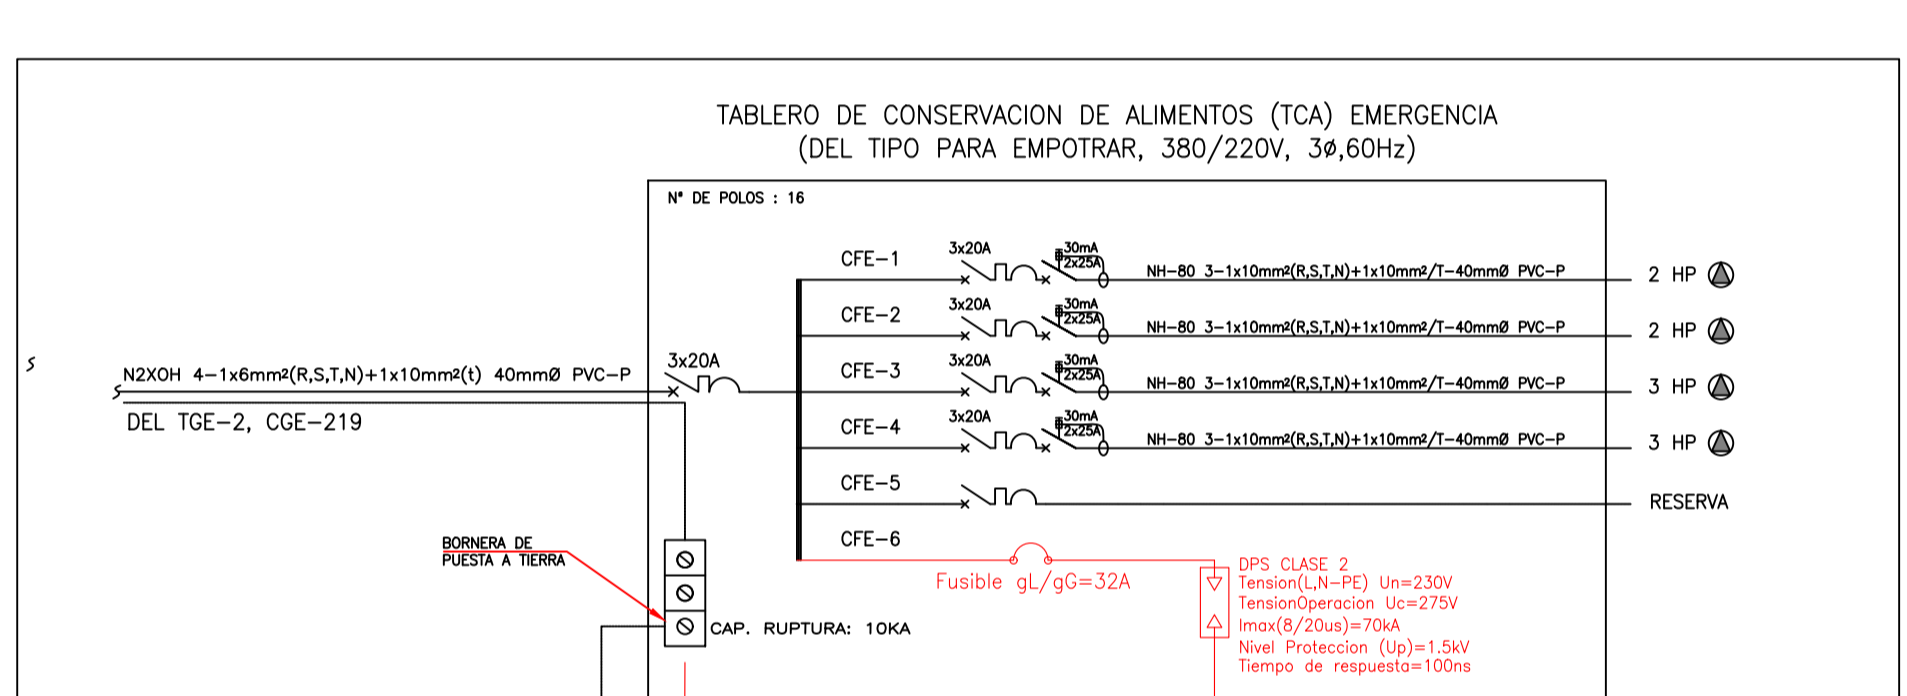 TABLERO DE CONSERVACION DE ALIMENTOS (TCA) EMERGENCIA
(DEL TIPO PARA EMPOTRAR, 380/220V, 3ø,60Hz)
N° DE POLOS : 16
CFE-1
3x20A
30mA
2x25A
NH-80 3-1x10mm²(R,S,T,N)+1x10mm²/T-40mmØ PVC-P
2 HP
CFE-2
3x20A
30mA
2x25A
NH-80 3-1x10mm²(R,S,T,N)+1x10mm²/T-40mmØ PVC-P
2 HP
N2XOH 4-1x6mm²(R,S,T,N)+1x10mm²(t) 40mmØ PVC-P
DEL TGE-2, CGE-219
3x20A
CFE-3
3x20A
30mA
2x25A
NH-80 3-1x10mm²(R,S,T,N)+1x10mm²/T-40mmØ PVC-P
3 HP
CFE-4
3x20A
30mA
2x25A
NH-80 3-1x10mm²(R,S,T,N)+1x10mm²/T-40mmØ PVC-P
3 HP
CFE-5
RESERVA
CFE-6
Fusible gL/gG=32A
BORNERA DE
PUESTA A TIERRA
CAP. RUPTURA: 10KA
DPS CLASE 2
Tension(L,N-PE) Un=230V
TensionOperacion Uc=275V
Imax(8/20us)=70kA
Nivel Proteccion (Up)=1.5kV
Tiempo de respuesta=100ns